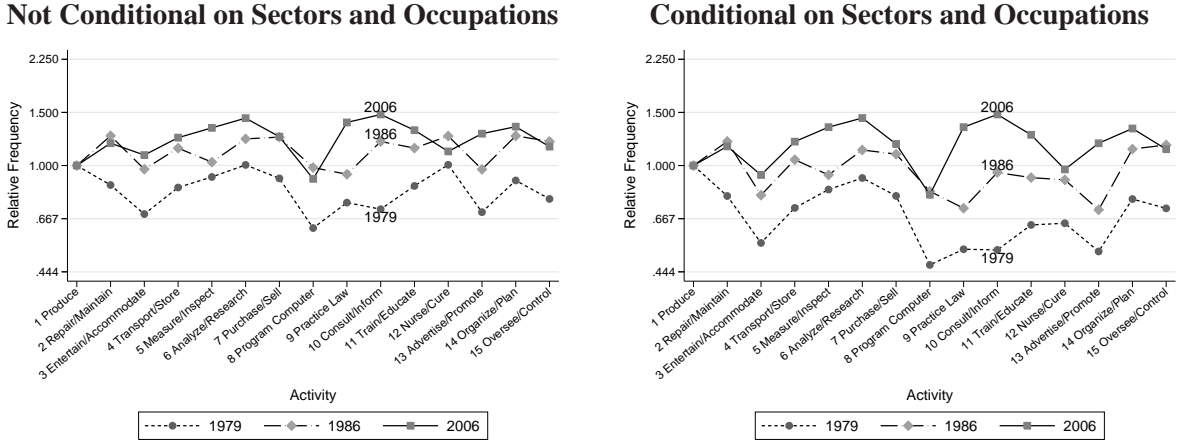 Not Conditional on Sectors and Occupations
2.250
1.500
1.000
.667
.444
Relative Frequency
2006
1986
1979
1 Produce
2 Repair/Maintain
3 Entertain/Accommodate
4 Transport/Store
5 Measure/Inspect
6 Analyze/Research
7 Purchase/Sell
8 Program Computer
9 Practice Law
10 Consult/Inform
11 Train/Educate
12 Nurse/Cure
13 Advertise/Promote
14 Organize/Plan
15 Oversee/Control
Activity
1979 1986 2006
Conditional on Sectors and Occupations
2.250
1.500
1.000
.667
.444
Relative Frequency
2006
1986
1979
1 Produce
2 Repair/Maintain
3 Entertain/Accommodate
4 Transport/Store
5 Measure/Inspect
6 Analyze/Research
7 Purchase/Sell
8 Program Computer
9 Practice Law
10 Consult/Inform
11 Train/Educate
12 Nurse/Cure
13 Advertise/Promote
14 Organize/Plan
15 Oversee/Control
Activity
1979 1986 2006